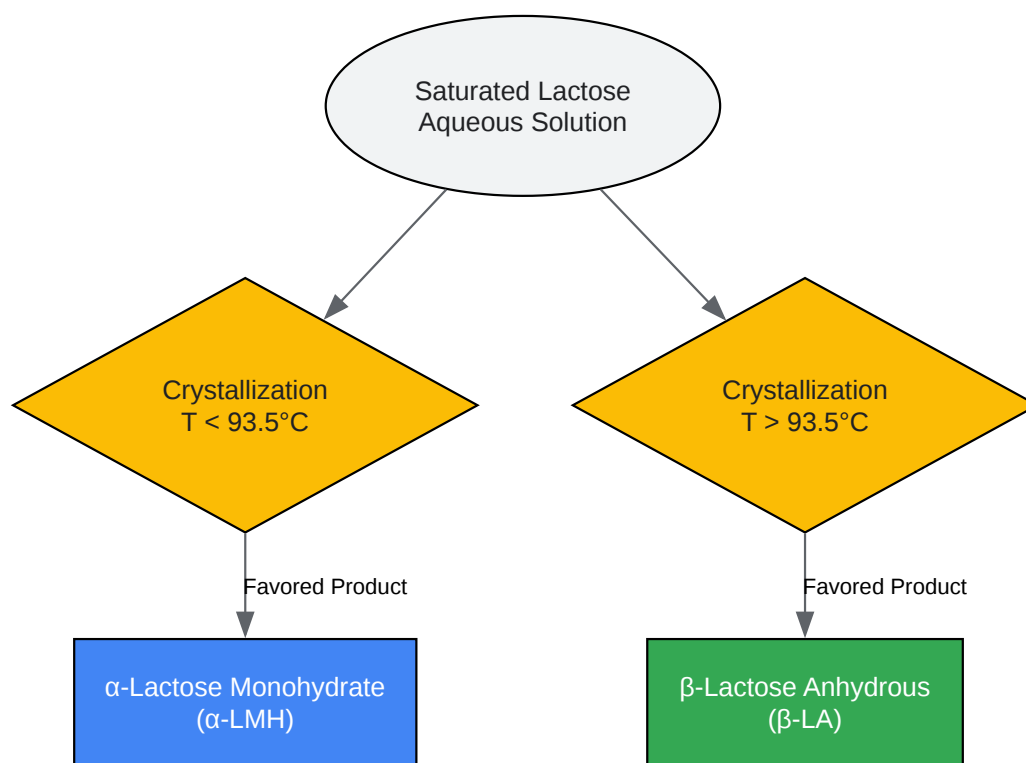 Saturated Lactose
Aqueous Solution
Crystallization
T < 93.5°C
Crystallization
T > 93.5°C
Favored Product
Favored Product
α-Lactose Monohydrate
(α-LMH)
β-Lactose Anhydrous
(β-LA)